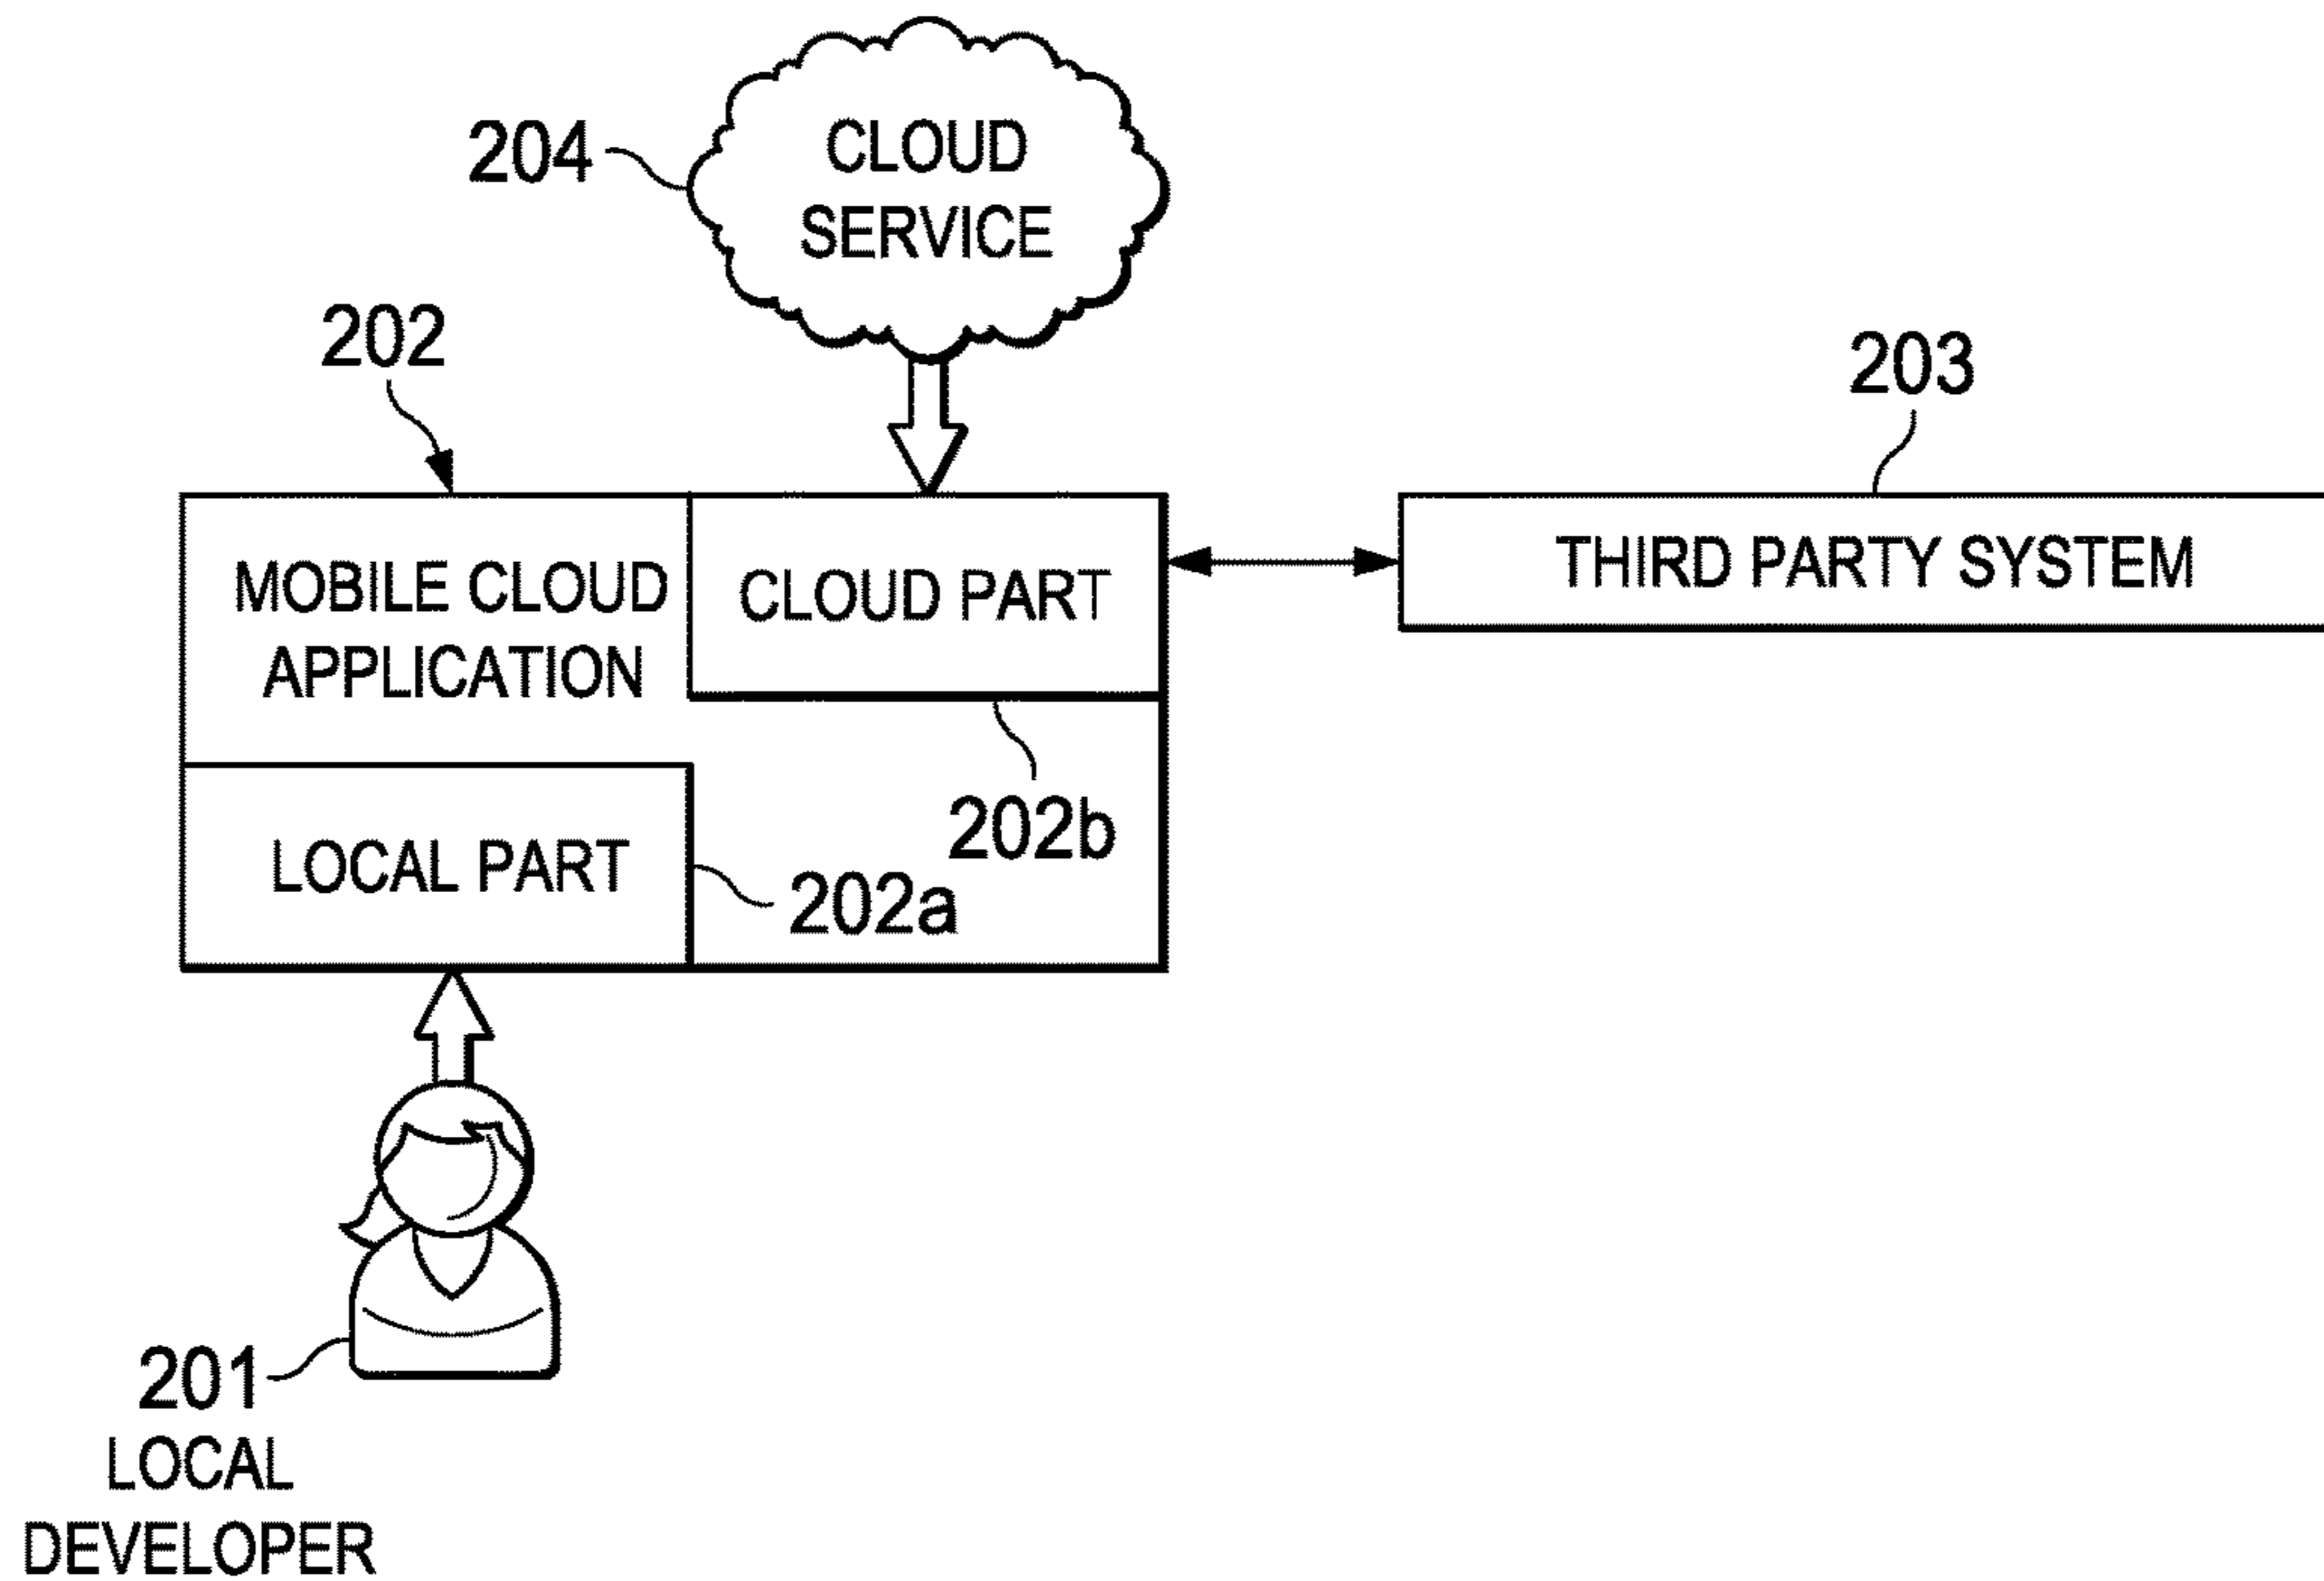 204
CLOUD
SERVICE
202
203
MOBILE CLOUD
APPLICATION
CLOUD PART
THIRD PARTY SYSTEM
202b
LOCAL PART
202a
201
LOCAL
DEVELOPER